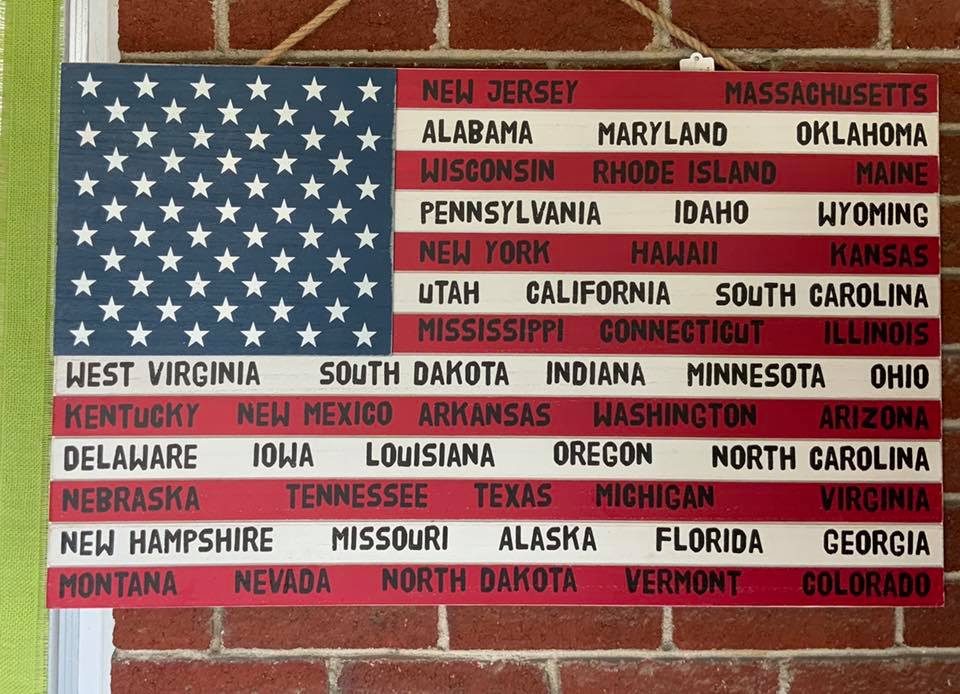 NEW JERSEY MASSACHUSETTS
ALABAMA MARYLAND OKLAHOMA
WISCONSIN RHODE ISLAND MAINE
PENNSYLVANIA IDAHO WYOMING
NEW YORK HAWAII KANSAS
UTAH CALIFORNIA SOUTH CAROLINA
MISSISSIPPI CONNECTICUT ILLINOIS
WEST VIRGINIA SOUTH DAKOTA INDIANA MINNESOTA OHIO
KENTUCKY NEW MEXICO ARKANSAS WASHINGTON ARIZONA
DELAWARE IOWA LOUISIANA OREGON NORTH CAROLINA
NEBRASKA TENNESSEE TEXAS MICHIGAN VIRGINIA
NEW HAMPSHIRE MISSOURI ALASKA FLORIDA GEORGIA
MONTANA NEVADA NORTH DAKOTA VERMONT COLORADO